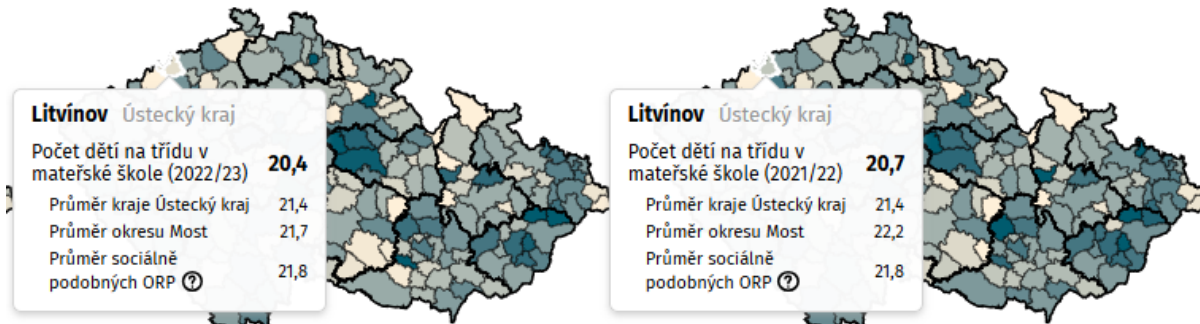 Litvínov Ústecký kraj
Počet dětí na třídu v
mateřské škole (2022/23) 20,4
Průměr kraje Ústecký kraj 21,4
Průměr okresu Most 21,7
Průměr sociálně
podobných ORP ? 21,8
Litvínov Ústecký kraj
Počet dětí na třídu v
mateřské škole (2021/22) 20,7
Průměr kraje Ústecký kraj 21,4
Průměr okresu Most 22,2
Průměr sociálně
podobných ORP ? 21,8